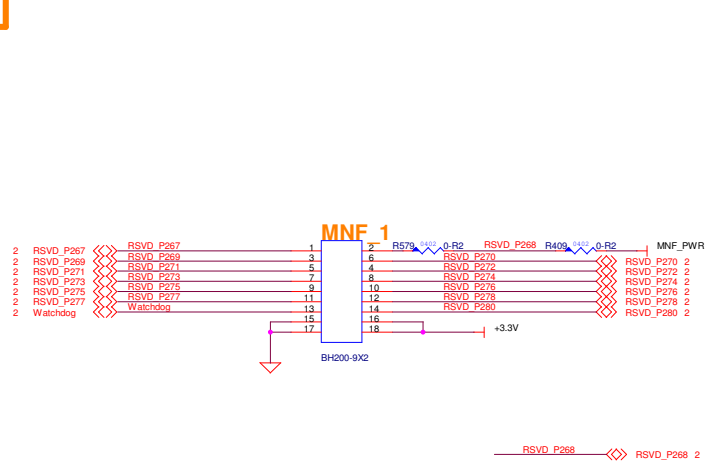 MNF_1
2 RSVD_P267 RSVD_P267 1 2 R579 0402 0-R2 RSVD_P268 R409 0402 0-R2 MNF_PWR
2 RSVD_P269 RSVD_P269 3 6 RSVD_P270 RSVD_P270 2
2 RSVD_P271 RSVD_P271 5 4 RSVD_P272 RSVD_P272 2
2 RSVD_P273 RSVD_P273 7 8 RSVD_P274 RSVD_P274 2
2 RSVD_P275 RSVD_P275 9 10 RSVD_P276 RSVD_P276 2
2 RSVD_P277 RSVD_P277 11 12 RSVD_P278 RSVD_P278 2
2 Watchdog Watchdog 13 14 RSVD_P280 RSVD_P280 2
15 16
17 18 +3.3V
BH200-9X2
RSVD_P268 RSVD_P268 2